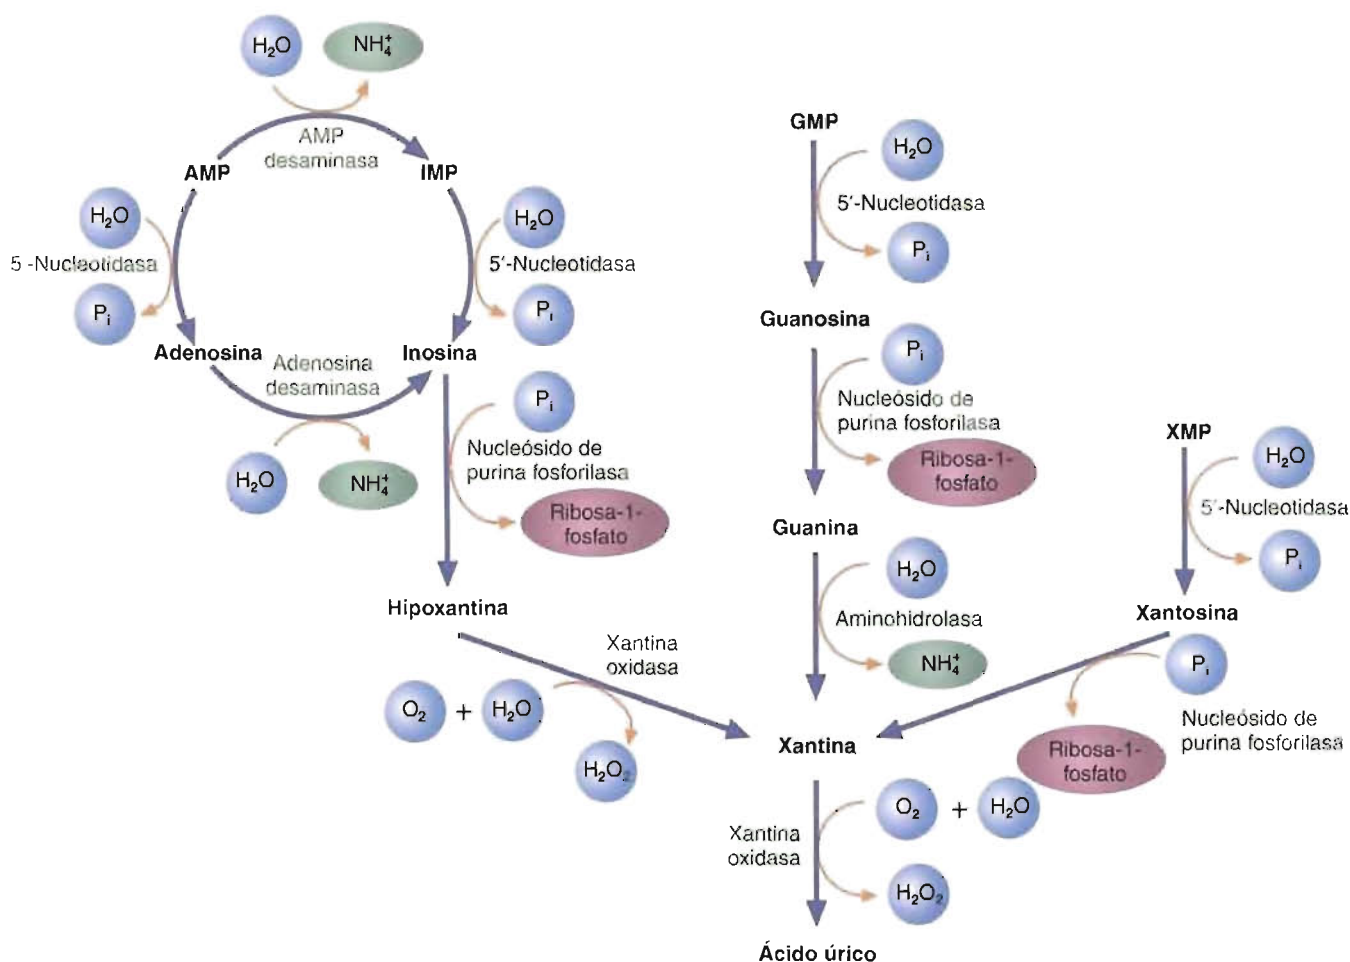 H₂O
NH₄⁺
AMP
desaminasa
AMP
IMP
H₂O
5 -Nucleotidasa
Pᵢ
H₂O
5′-Nucleotidasa
Pᵢ
Adenosina
Adenosina
desaminasa
Inosina
H₂O
NH₄⁺
Pᵢ
Nucleósido de
purina fosforilasa
Ribosa-1-
fosfato
Hipoxantina
Xantina
oxidasa
O₂ + H₂O
H₂O₂
GMP
H₂O
5′-Nucleotidasa
Pᵢ
Guanosina
Pᵢ
Nucleósido de
purina fosforilasa
Ribosa-1-
fosfato
Guanina
H₂O
Aminohidrolasa
NH₄⁺
XMP
H₂O
5′-Nucleotidasa
Pᵢ
Xantosina
Pᵢ
Nucleósido de
purina fosforilasa
Ribosa-1-
fosfato
Xantina
O₂ + H₂O
Xantina
oxidasa
H₂O₂
Ácido úrico